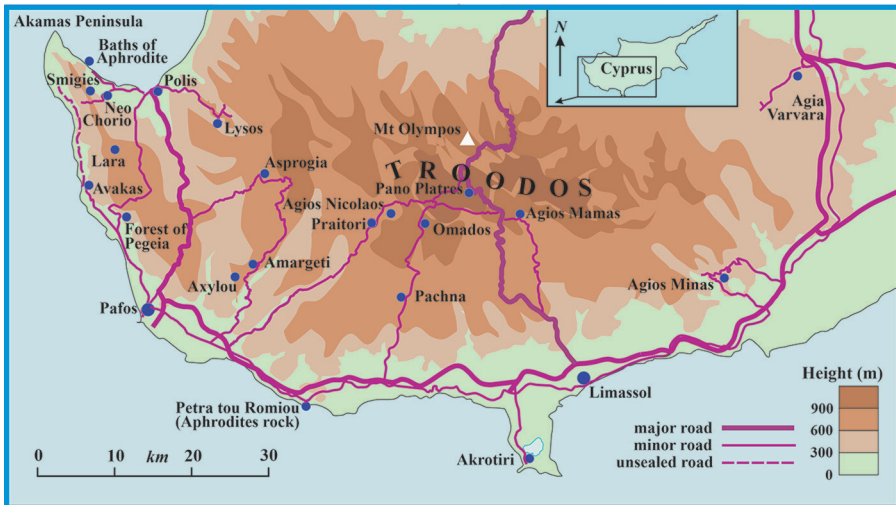 Akamas Peninsula
Baths of
Aphrodite
Smigies
Neo
Chorio
Polis
Lysos
Lara
Avakas
Forest of
Pegeia
Asprogia
Agios Nicolaos
Praitori
Amargeti
Axylou
Pafos
Mt Olympos
TROODOS
Pano Platres
Omados
Agios Mamas
Pachna
N
Cyprus
Agia
Varvara
Agios Minas
Limassol
Petra tou Romiou
(Aphrodites rock)
Akrotiri
0 10 km 20 30
major road
minor road
unsealed road
Height (m)
900
600
300
0